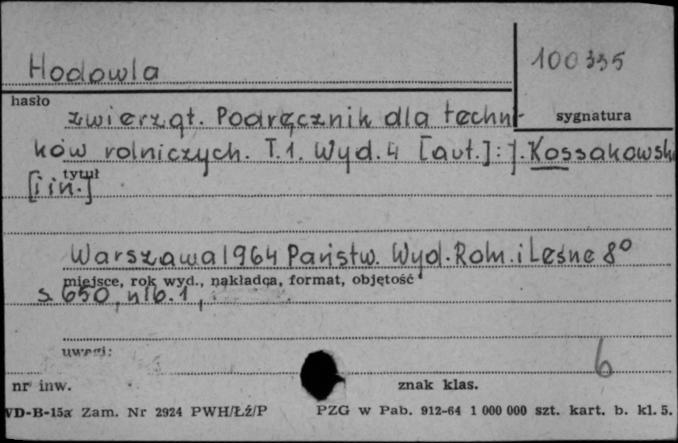 Hodowla
100335
hasło
sygnatura
zwierząt. Podręcznik dla techni-
ków rolniczych. T.1. Wyd. 4 [aut.]: J. Kossakowski
tytuł
[i in.]
Warszawa 1964 Państw. Wyd. Roln. i Leśne 8°
miejsce, rok wyd., nakładca, format, objętość
s. 650, nlb. 1,
uwagi:
6
nr inw.
znak klas.
VD-B-15a Zam. Nr 2924 PWH/Łź/P PZG w Pab. 912-64 1 000 000 szt. kart. b. kl. 5.